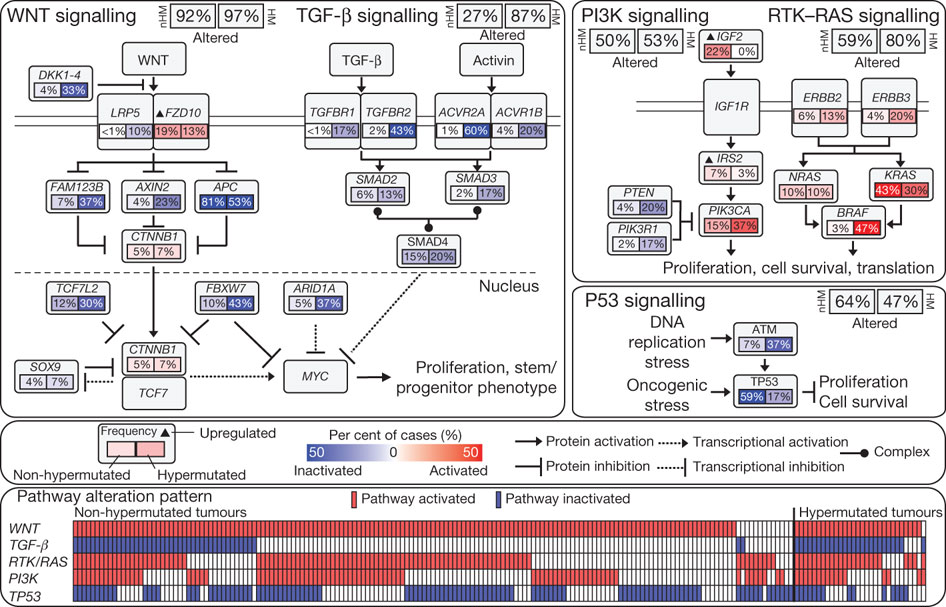 WNT signalling
nHM
92%
97%
HM
Altered
DKK1-4
4% 33%
WNT
LRP5
<1% 10%
▲FZD10
19% 13%
FAM123B
7% 37%
AXIN2
4% 23%
APC
81% 53%
CTNNB1
5% 7%
TGF-β signalling
nHM
27%
87%
HM
Altered
TGF-β
Activin
TGFBR1
<1% 17%
TGFBR2
2% 43%
ACVR2A
1% 60%
ACVR1B
4% 20%
SMAD2
6% 13%
SMAD3
2% 17%
SMAD4
15% 20%
Nucleus
TCF7L2
12% 30%
FBXW7
10% 43%
ARID1A
5% 37%
SOX9
4% 7%
CTNNB1
5% 7%
TCF7
MYC
Proliferation, stem/
progenitor phenotype
PI3K signalling
nHM
50%
53%
HM
Altered
▲IGF2
22% 0%
IGF1R
▲IRS2
7% 3%
PTEN
4% 20%
PIK3R1
2% 17%
PIK3CA
15% 37%
RTK–RAS signalling
nHM
59%
80%
HM
Altered
ERBB2
6% 13%
ERBB3
4% 20%
NRAS
10% 10%
KRAS
43% 30%
BRAF
3% 47%
Proliferation, cell survival, translation
P53 signalling
nHM
64%
47%
HM
Altered
DNA
replication
stress
ATM
7% 37%
Oncogenic
stress
TP53
59% 17%
Proliferation
Cell survival
Frequency ▲
Upregulated
Non-hypermutated
Hypermutated
Per cent of cases (%)
50 0 50
Inactivated
Activated
Protein activation
Transcriptional activation
Protein inhibition
Transcriptional inhibition
Complex
Pathway alteration pattern
Pathway activated
Pathway inactivated
Non-hypermutated tumours
Hypermutated tumours
WNT
TGF-β
RTK/RAS
PI3K
TP53